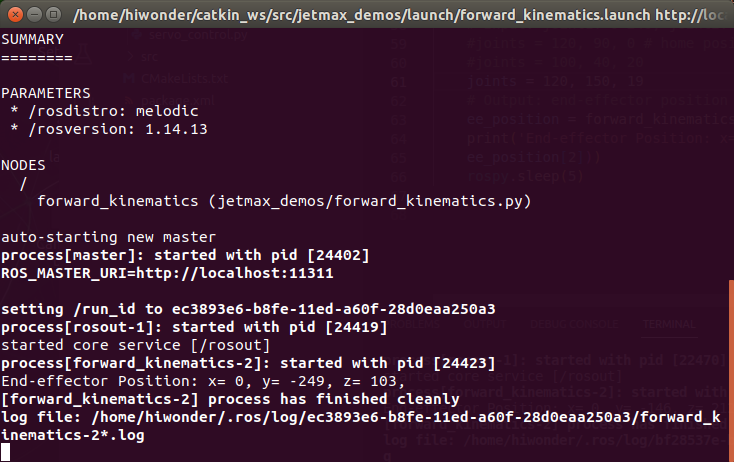 /home/hiwonder/catkin_ws/src/jetmax_demos/launch/forward_kinematics.launch http://loc
SUMMARY
========
PARAMETERS
* /rosdistro: melodic
* /rosversion: 1.14.13
NODES
/
forward_kinematics (jetmax_demos/forward_kinematics.py)
auto-starting new master
process[master]: started with pid [24402]
ROS_MASTER_URI=http://localhost:11311
setting /run_id to ec3893e6-b8fe-11ed-a60f-28d0eaa250a3
process[rosout-1]: started with pid [24419]
started core service [/rosout]
process[forward_kinematics-2]: started with pid [24423]
End-effector Position: x= 0, y= -249, z= 103,
[forward_kinematics-2] process has finished cleanly
log file: /home/hiwonder/.ros/log/ec3893e6-b8fe-11ed-a60f-28d0eaa250a3/forward_k
inematics-2*.log